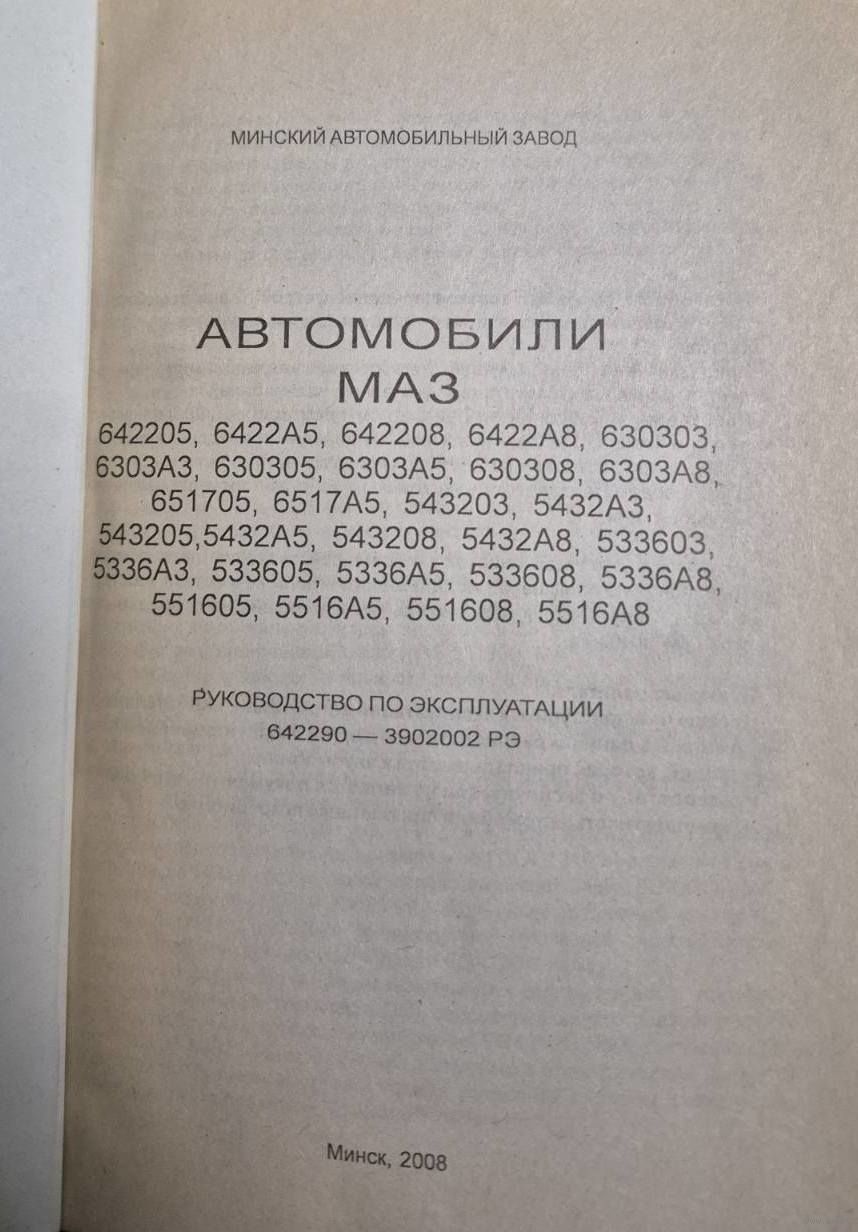 МИНСКИЙ АВТОМОБИЛЬНЫЙ ЗАВОД
АВТОМОБИЛИ
МАЗ
642205, 6422А5, 642208, 6422А8, 630303,
6303А3, 630305, 6303А5, 630308, 6303А8,
651705, 6517А5, 543203, 5432А3,
543205,5432А5, 543208, 5432А8, 533603,
5336А3, 533605, 5336А5, 533608, 5336А8,
551605, 5516А5, 551608, 5516А8
РУКОВОДСТВО ПО ЭКСПЛУАТАЦИИ
642290 — 3902002 РЭ
Минск, 2008